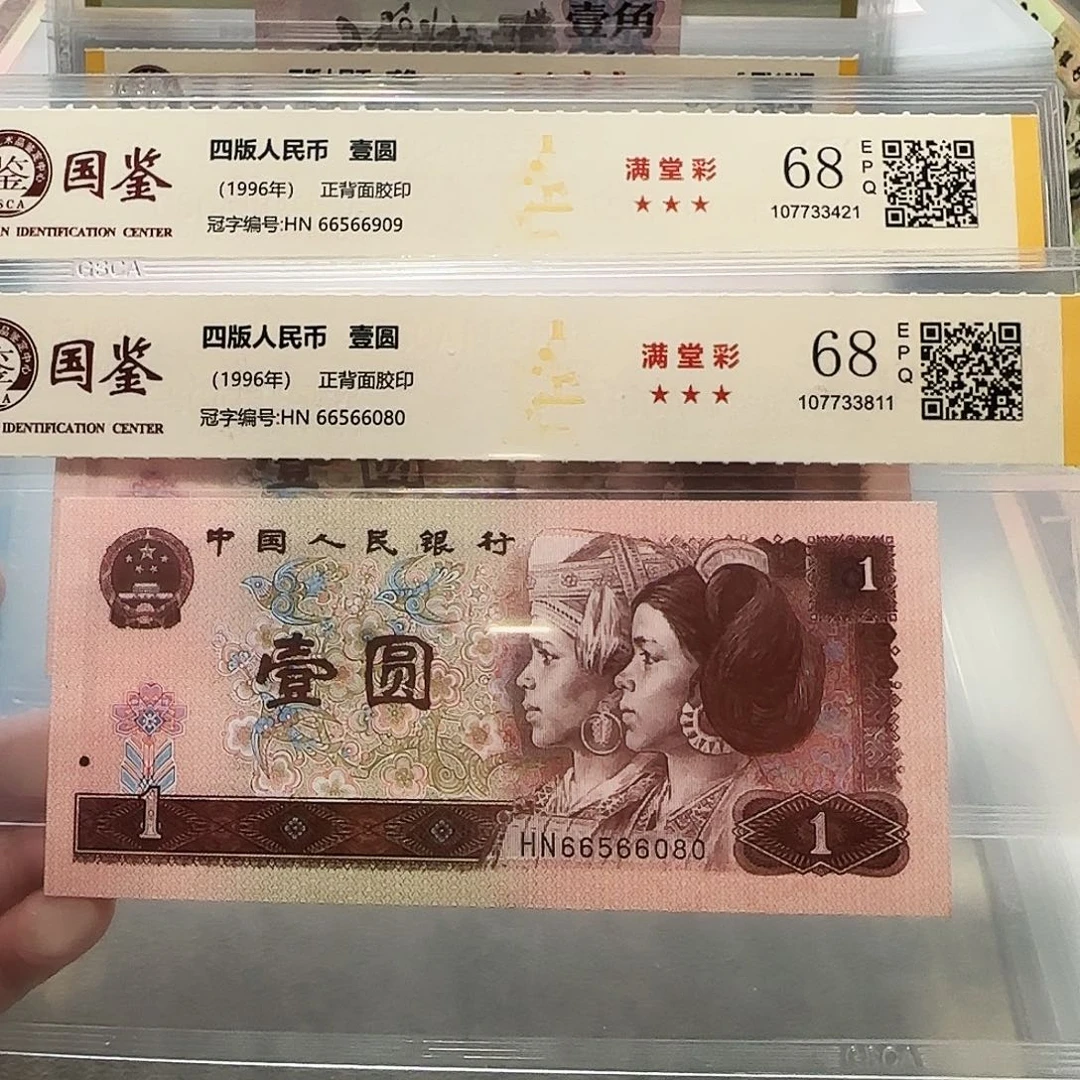 壹角
国鉴
N IDENTIFICATION CENTER
四版人民币 壹圆
(1996年) 正背面胶印
冠字编号:HN 66566909
满堂彩
★★★
68
EPQ
107733421
GSCA
国鉴
IDENTIFICATION CENTER
四版人民币 壹圆
(1996年) 正背面胶印
冠字编号:HN 66566080
满堂彩
★★★
68
EPQ
107733811
壹圆
中国人民银行
1
壹圆
1
HN66566080
1
GSCA